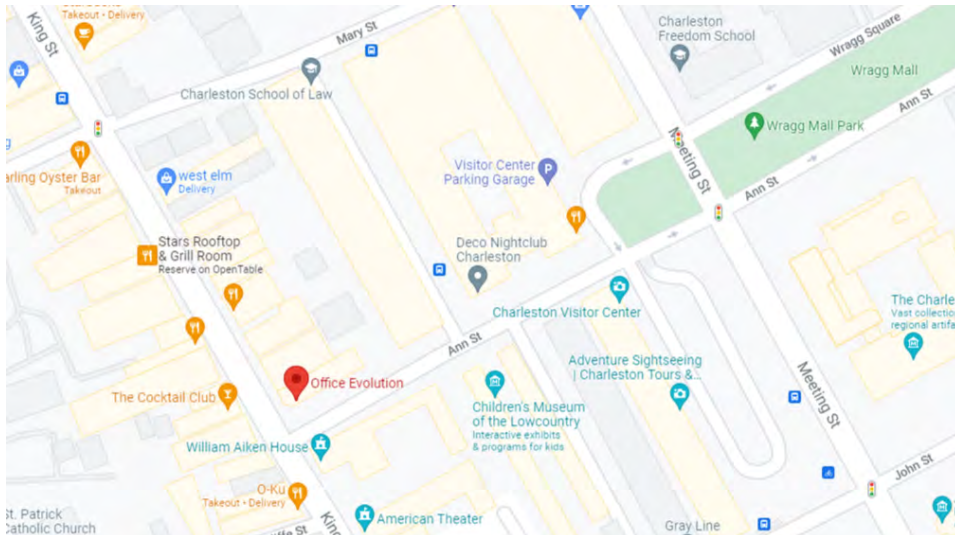 Takeout • Delivery
King St
Mary St
Charleston
Freedom School
Wragg Square
Wragg Mall
Ann St
Charleston School of Law
Wragg Mall Park
Meeting St
Visitor Center
Parking Garage
P
arling Oyster Bar
Takeout
west elm
Delivery
Ann St
Stars Rooftop
& Grill Room
Reserve on OpenTable
Deco Nightclub
Charleston
Charleston Visitor Center
The Charle
Vast collectio
regional artifa
Ann St
Adventure Sightseeing
| Charleston Tours &...
Office Evolution
The Cocktail Club
Children's Museum
of the Lowcountry
Interactive exhibits
& programs for kids
Meeting St
William Aiken House
John St
O-Ku
Takeout • Delivery
St. Patrick
Catholic Church
King
American Theater
Gray Line